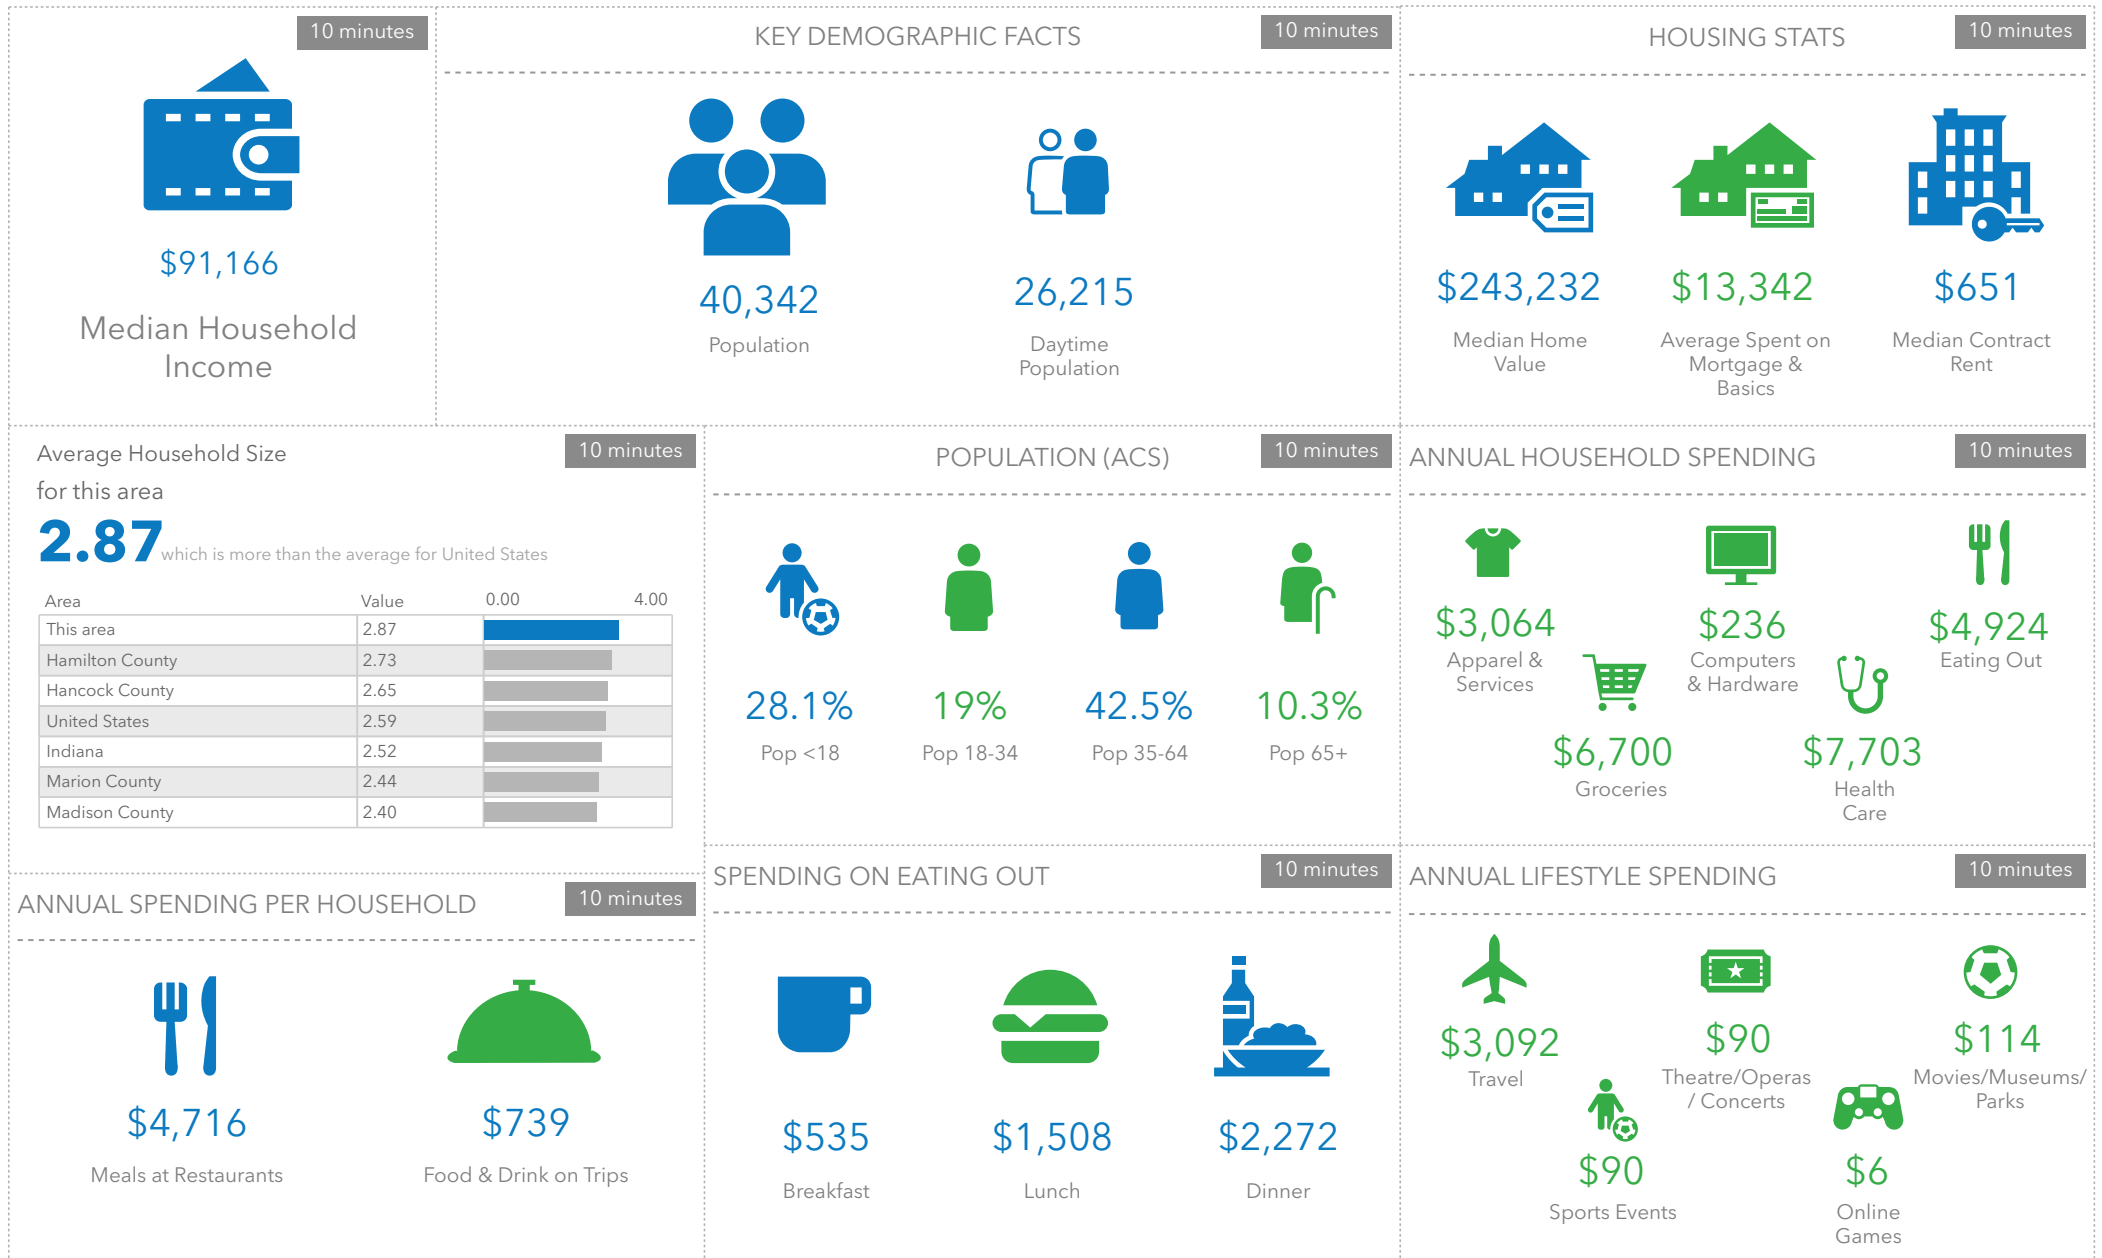 10 minutes
$91,166
Median Household
Income
KEY DEMOGRAPHIC FACTS
10 minutes
40,342
Population
26,215
Daytime
Population
HOUSING STATS
10 minutes
$243,232
Median Home
Value
$13,342
Average Spent on
Mortgage &
Basics
$651
Median Contract
Rent
Average Household Size
10 minutes
for this area
2.87 which is more than the average for United States
Area Value 0.00 4.00
This area 2.87
Hamilton County 2.73
Hancock County 2.65
United States 2.59
Indiana 2.52
Marion County 2.44
Madison County 2.40
POPULATION (ACS)
10 minutes
28.1%
Pop <18
19%
Pop 18-34
42.5%
Pop 35-64
10.3%
Pop 65+
ANNUAL HOUSEHOLD SPENDING
10 minutes
$3,064
Apparel &
Services
$236
Computers
& Hardware
$4,924
Eating Out
$6,700
Groceries
$7,703
Health
Care
ANNUAL SPENDING PER HOUSEHOLD
10 minutes
$4,716
Meals at Restaurants
$739
Food & Drink on Trips
SPENDING ON EATING OUT
10 minutes
$535
Breakfast
$1,508
Lunch
$2,272
Dinner
ANNUAL LIFESTYLE SPENDING
10 minutes
$3,092
Travel
$90
Theatre/Operas
/ Concerts
$114
Movies/Museums/
Parks
$90
Sports Events
$6
Online
Games